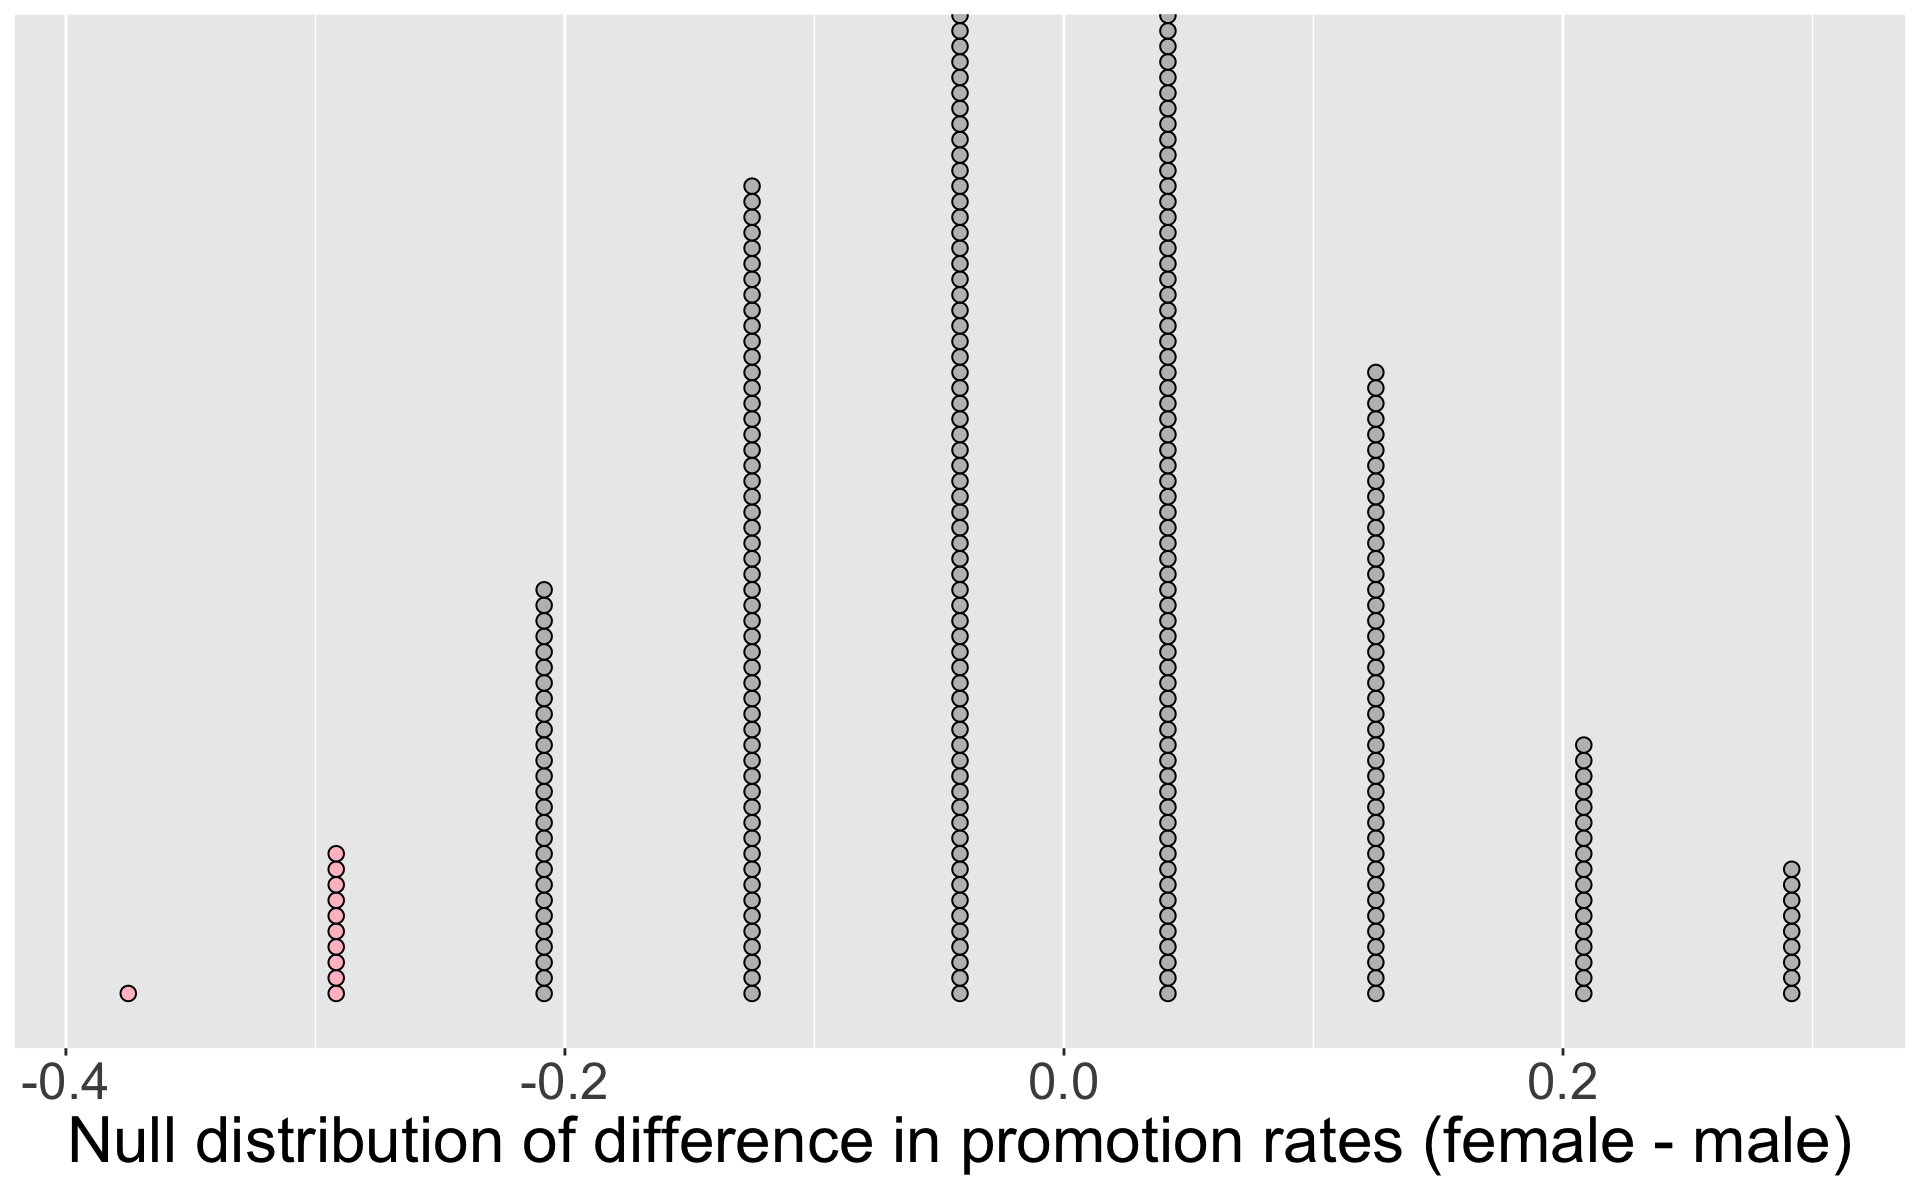 -0.4 -0.2 0.0 0.2
Null distribution of difference in promotion rates (female - male)